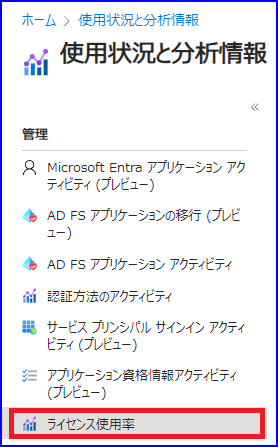 ホーム > 使用状況と分析情報
使用状況と分析情報
«
管理
Microsoft Entra アプリケーション アク
ティビティ (プレビュー)
AD FS アプリケーションの移行 (プレビ
ュー)
AD FS アプリケーション アクティビティ
認証方法のアクティビティ
サービス プリンシパル サインイン アクティ
ビティ (プレビュー)
アプリケーション資格情報アクティビティ
(プレビュー)
ライセンス使用率